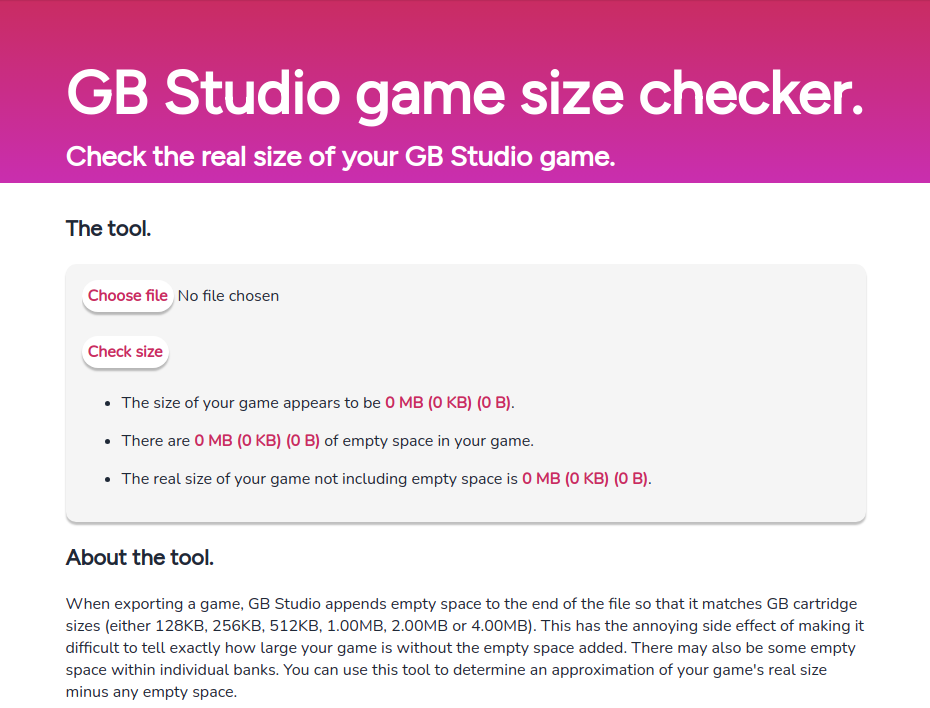 GB Studio game size checker.
Check the real size of your GB Studio game.
The tool.
Choose file No file chosen
Check size
The size of your game appears to be 0 MB (0 KB) (0 B).
There are 0 MB (0 KB) (0 B) of empty space in your game.
The real size of your game not including empty space is 0 MB (0 KB) (0 B).
About the tool.
When exporting a game, GB Studio appends empty space to the end of the file so that it matches GB cartridge
sizes (either 128KB, 256KB, 512KB, 1.00MB, 2.00MB or 4.00MB). This has the annoying side effect of making it
difficult to tell exactly how large your game is without the empty space added. There may also be some empty
space within individual banks. You can use this tool to determine an approximation of your game's real size
minus any empty space.